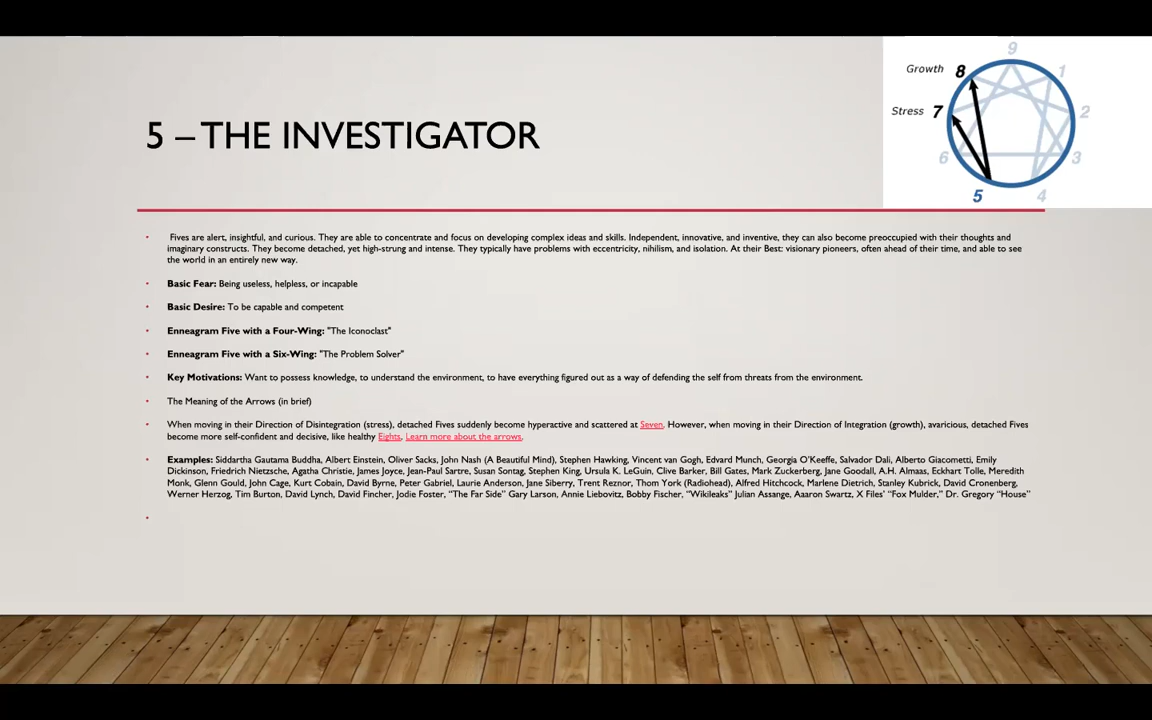 9
Growth 8
1
Stress 7
2
5 – THE INVESTIGATOR
6
3
5
4
Fives are alert, insightful, and curious. They are able to concentrate and focus on developing complex ideas and skills. Independent, innovative, and inventive, they can also become preoccupied with their thoughts and
imaginary constructs. They become detached, yet high-strung and intense. They typically have problems with eccentricity, nihilism, and isolation. At their Best: visionary pioneers, often ahead of their time, and able to see
the world in an entirely new way.
Basic Fear: Being useless, helpless, or incapable
Basic Desire: To be capable and competent
Enneagram Five with a Four-Wing: "The Iconoclast"
Enneagram Five with a Six-Wing: "The Problem Solver"
Key Motivations: Want to possess knowledge, to understand the environment, to have everything figured out as a way of defending the self from threats from the environment.
The Meaning of the Arrows (in brief)
When moving in their Direction of Disintegration (stress), detached Fives suddenly become hyperactive and scattered at Seven. However, when moving in their Direction of Integration (growth), avaricious, detached Fives
become more self-confident and decisive, like healthy Eights. Learn more about the arrows.
Examples: Siddartha Gautama Buddha, Albert Einstein, Oliver Sacks, John Nash (A Beautiful Mind), Stephen Hawking, Vincent van Gogh, Edvard Munch, Georgia O'Keeffe, Salvador Dali, Alberto Giacometti, Emily
Dickinson, Friedrich Nietzsche, Agatha Christie, James Joyce, Jean-Paul Sartre, Susan Sontag, Stephen King, Ursula K. LeGuin, Clive Barker, Bill Gates, Mark Zuckerberg, Jane Goodall, A.H. Almaas, Eckhart Tolle, Meredith
Monk, Glenn Gould, John Cage, Kurt Cobain, David Byrne, Peter Gabriel, Laurie Anderson, Jane Siberry, Trent Reznor, Thom York (Radiohead), Alfred Hitchcock, Marlene Dietrich, Stanley Kubrick, David Cronenberg,
Werner Herzog, Tim Burton, David Lynch, David Fincher, Jodie Foster, "The Far Side" Gary Larson, Annie Liebovitz, Bobby Fischer, "Wikileaks" Julian Assange, Aaaron Swartz, X Files' "Fox Mulder," Dr. Gregory "House"